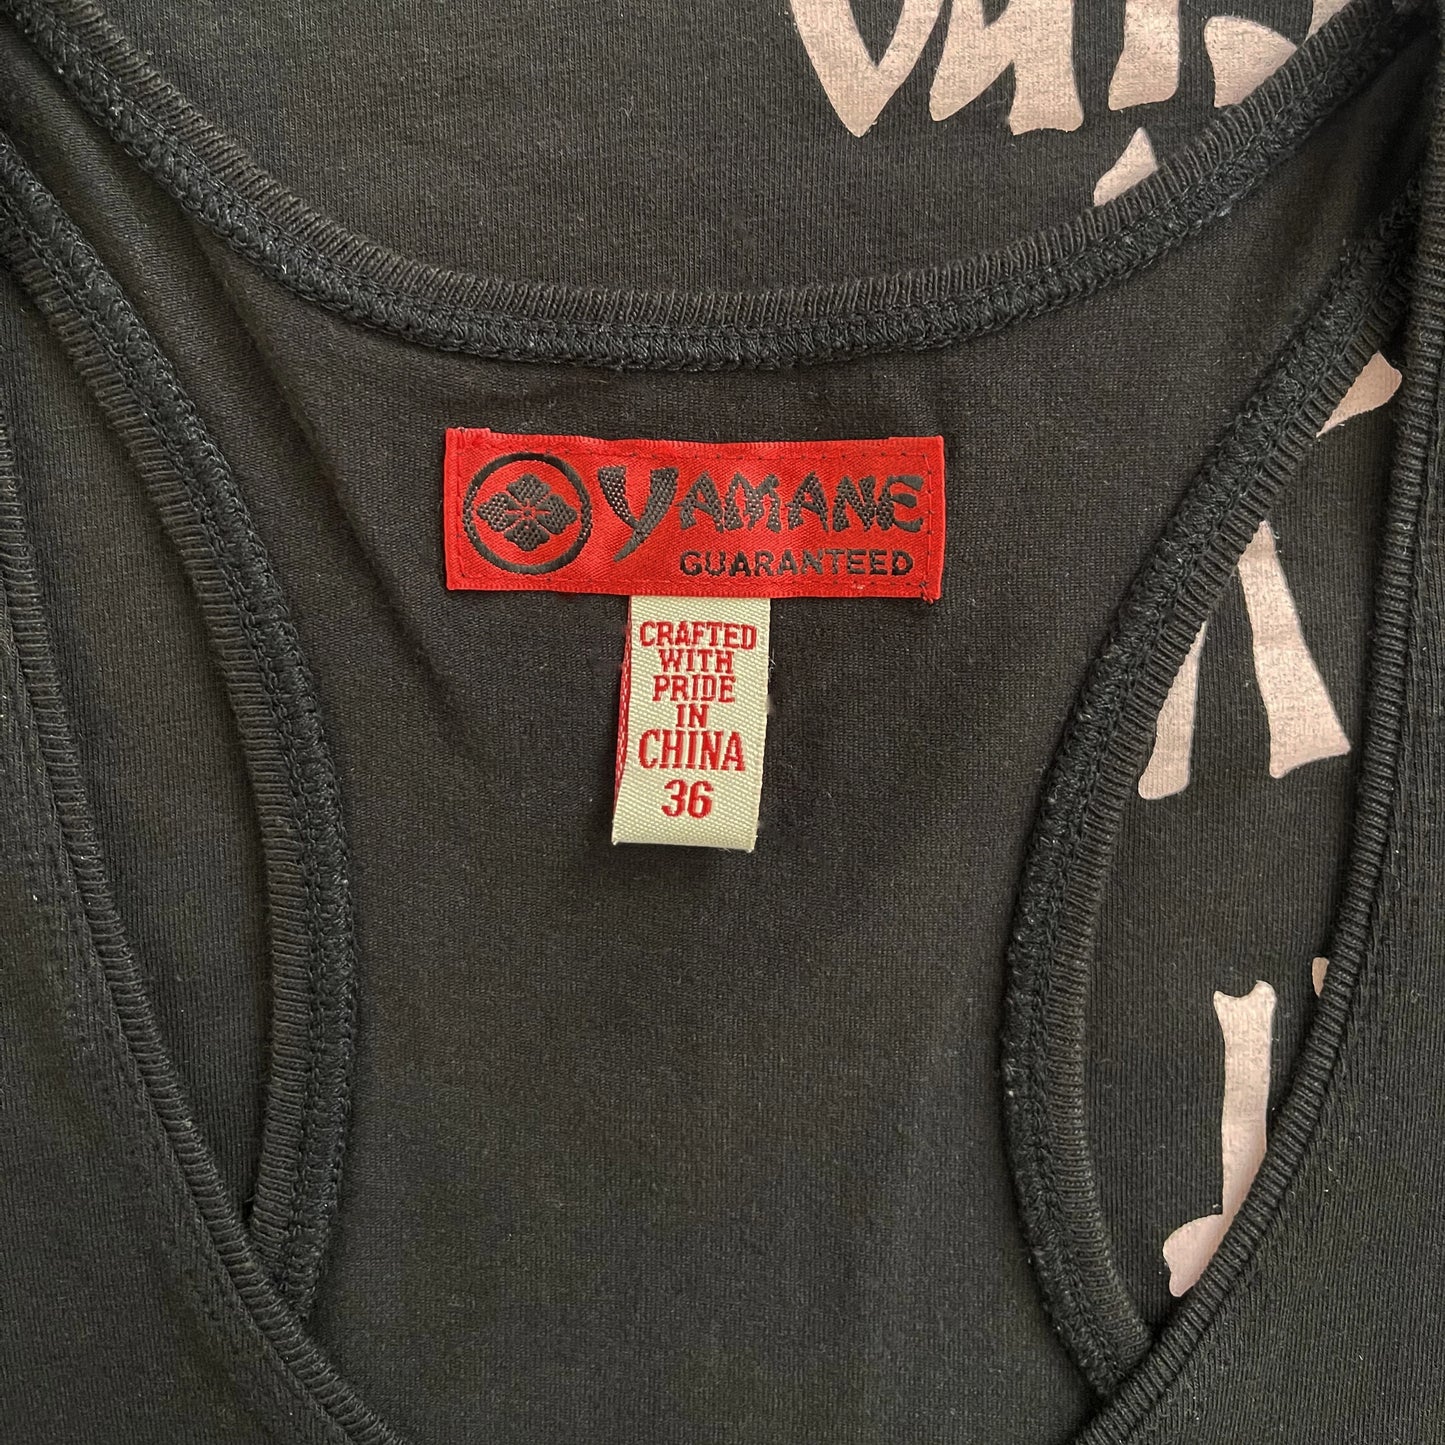 YAMANE
GUARANTEED
CRAFTED
WITH
PRIDE
IN
CHINA
36